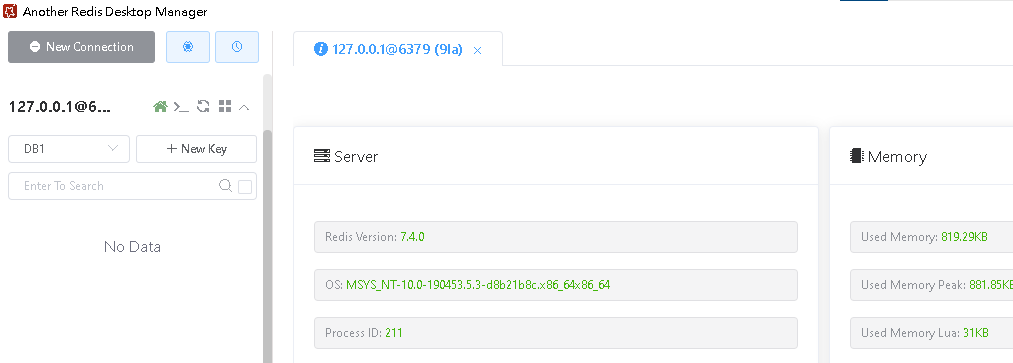 Another Redis Desktop Manager
New Connection
127.0.0.1@6379 (9la)
127.0.0.1@6...
DB1
+ New Key
Enter To Search
No Data
Server
Redis Version: 7.4.0
OS: MSYS_NT-10.0-190453.5.3-d8b21b8c.x86_64x86_64
Process ID: 211
Memory
Used Memory: 819.29KB
Used Memory Peak: 881.85KB
Used Memory Lua: 31KB